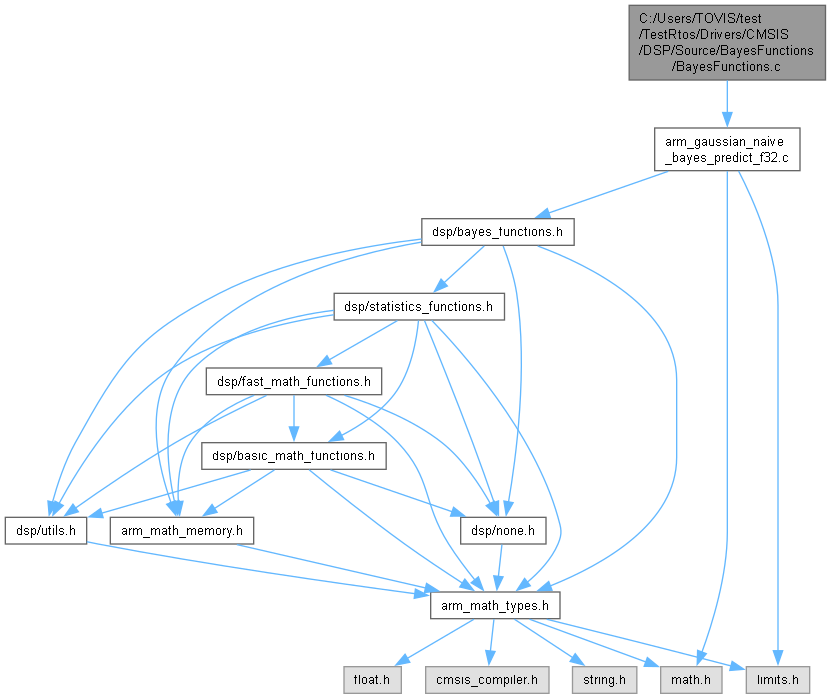 C:/Users/TOVIS/test
/TestRtos/Drivers/CMSIS
/DSP/Source/BayesFunctions
/BayesFunctions.c
arm_gaussian_naive
_bayes_predict_f32.c
dsp/bayes_functions.h
dsp/statistics_functions.h
dsp/fast_math_functions.h
dsp/basic_math_functions.h
dsp/utils.h
arm_math_memory.h
dsp/none.h
arm_math_types.h
float.h
cmsis_compiler.h
string.h
math.h
limits.h